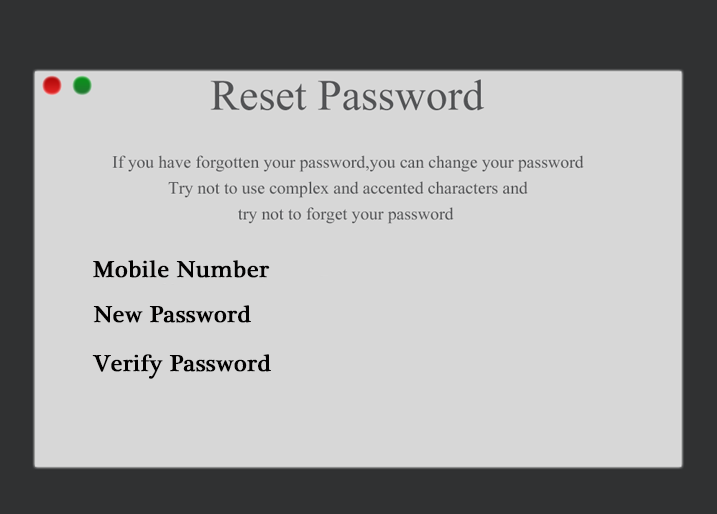 Reset Password
If you have forgotten your password,you can change your password
Try not to use complex and accented characters and
try not to forget your password
Mobile Number
New Password
Verify Password